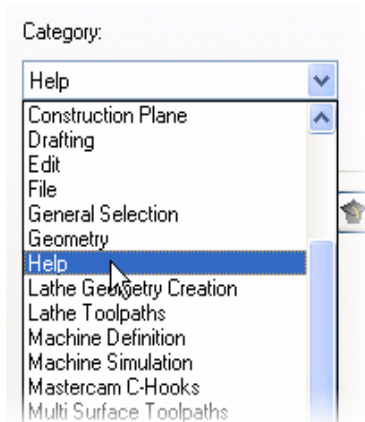 Category:
Help
Construction Plane
Drafting
Edit
File
General Selection
Geometry
Help
Lathe Geometry Creation
Lathe Toolpaths
Machine Definition
Machine Simulation
Mastercam C-Hooks
Multi Surface Toolpaths